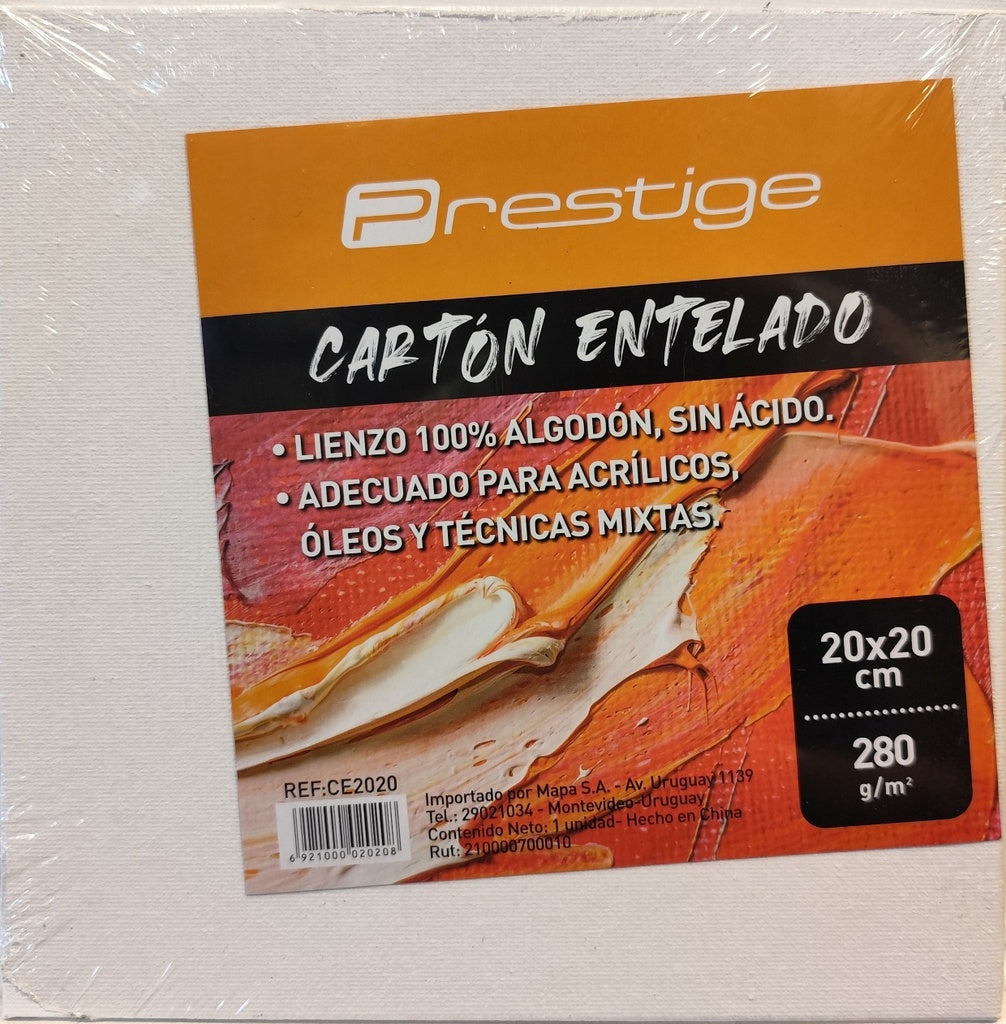 Prestige
CARTÓN ENTELADO
• LIENZO 100% ALGODÓN, SIN ÁCIDO.
• ADECUADO PARA ACRÍLICOS,
ÓLEOS Y TÉCNICAS MIXTAS.
20x20
cm
280
g/m²
REF:CE2020
6 921000 020208
Importado por Mapa S.A. - Av. Uruguay 1139
Tel.: 29021034 - Montevideo-Uruguay
Contenido Neto: 1 unidad- Hecho en China
Rut: 210000700010